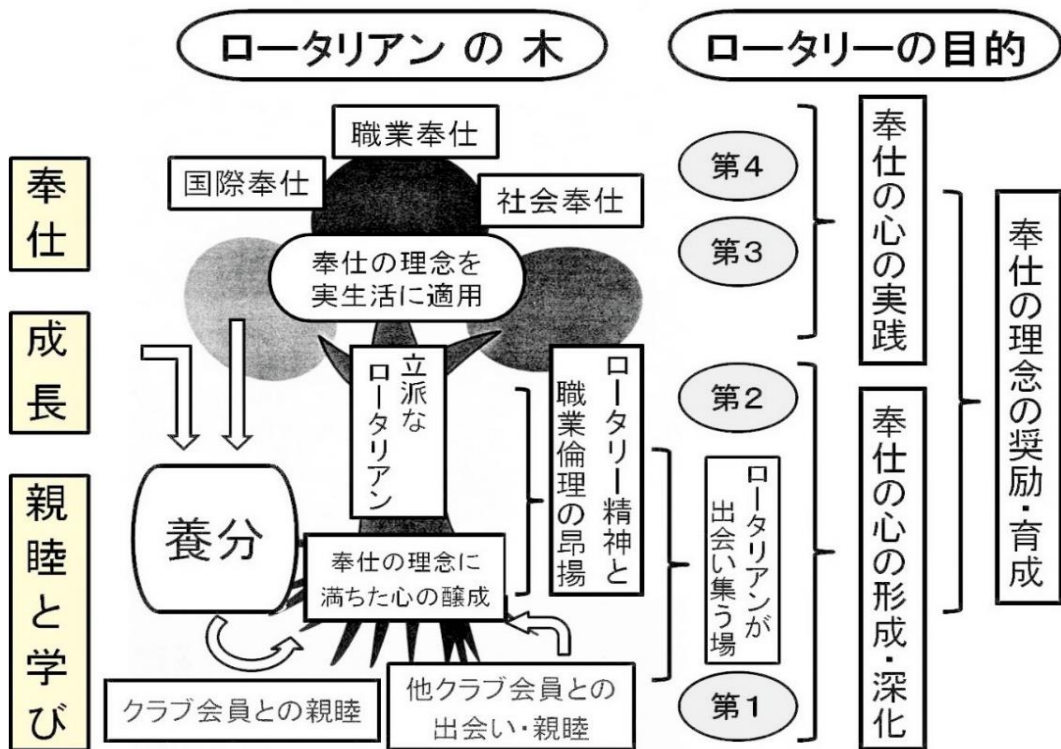 ロータリアン の 木
ロータリーの目的
奉仕
成長
親睦と学び
職業奉仕
国際奉仕
社会奉仕
奉仕の理念を
実生活に適用
立派な
ロータリアン
ロータリー精神と
職業倫理の昂揚
養分
奉仕の理念に
満ちた心の醸成
クラブ会員との親睦
他クラブ会員との
出会い・親睦
第4
第3
第2
ロータリアンが
出会い集う場
第1
奉仕の心の実践
奉仕の心の形成・深化
奉仕の理念の奨励・育成